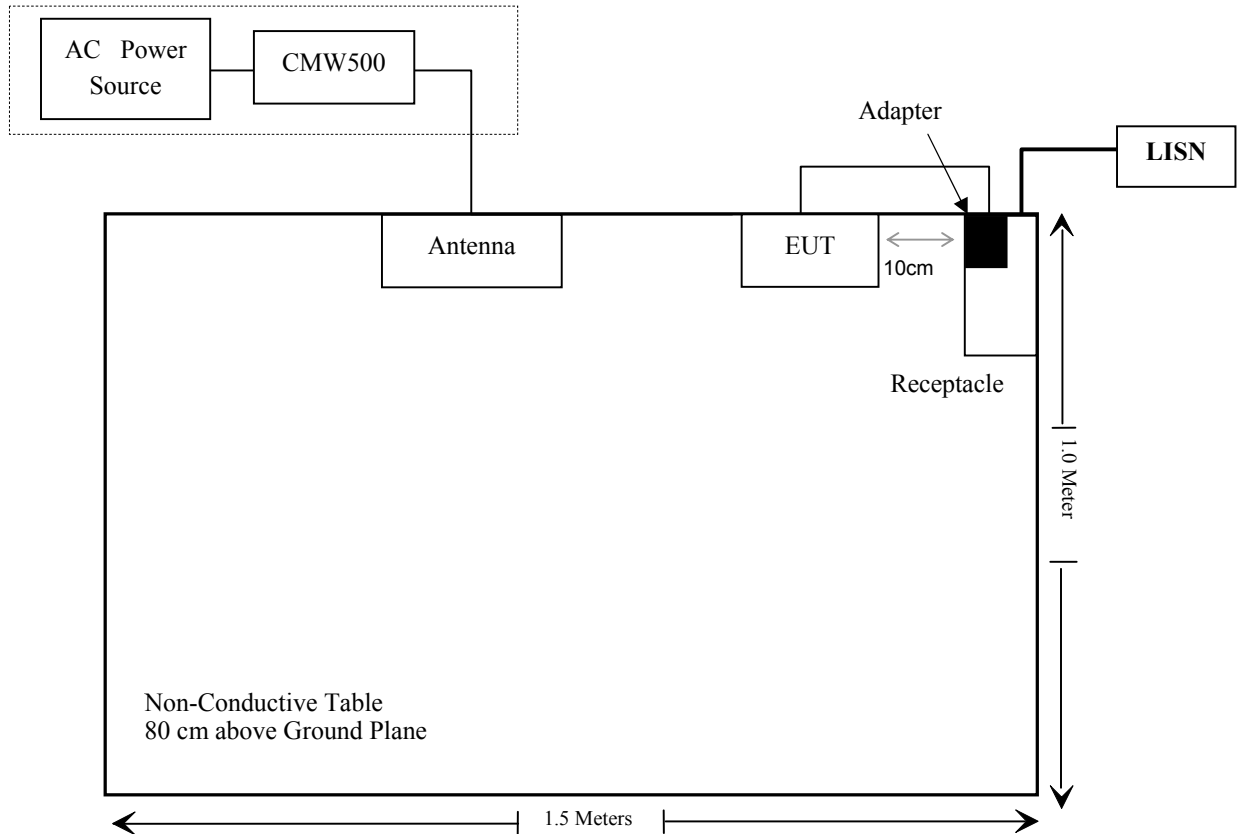 AC Power
Source
CMW500
Adapter
LISN
Antenna
EUT
10cm
Receptacle
1.0 Meter
Non-Conductive Table
80 cm above Ground Plane
1.5 Meters